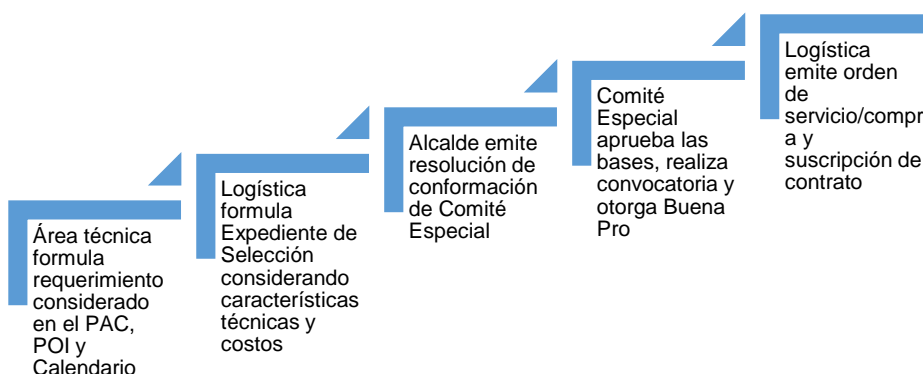 Área técnica
formula
requerimiento
considerado
en el PAC,
POI y
Calendario
Logística
formula
Expediente de
Selección
considerando
características
técnicas y
costos
Alcalde emite
resolución de
conformación
de Comité
Especial
Comité
Especial
aprueba las
bases, realiza
convocatoria y
otorga Buena
Pro
Logística
emite orden
de
servicio/compr
a y
suscripción de
contrato